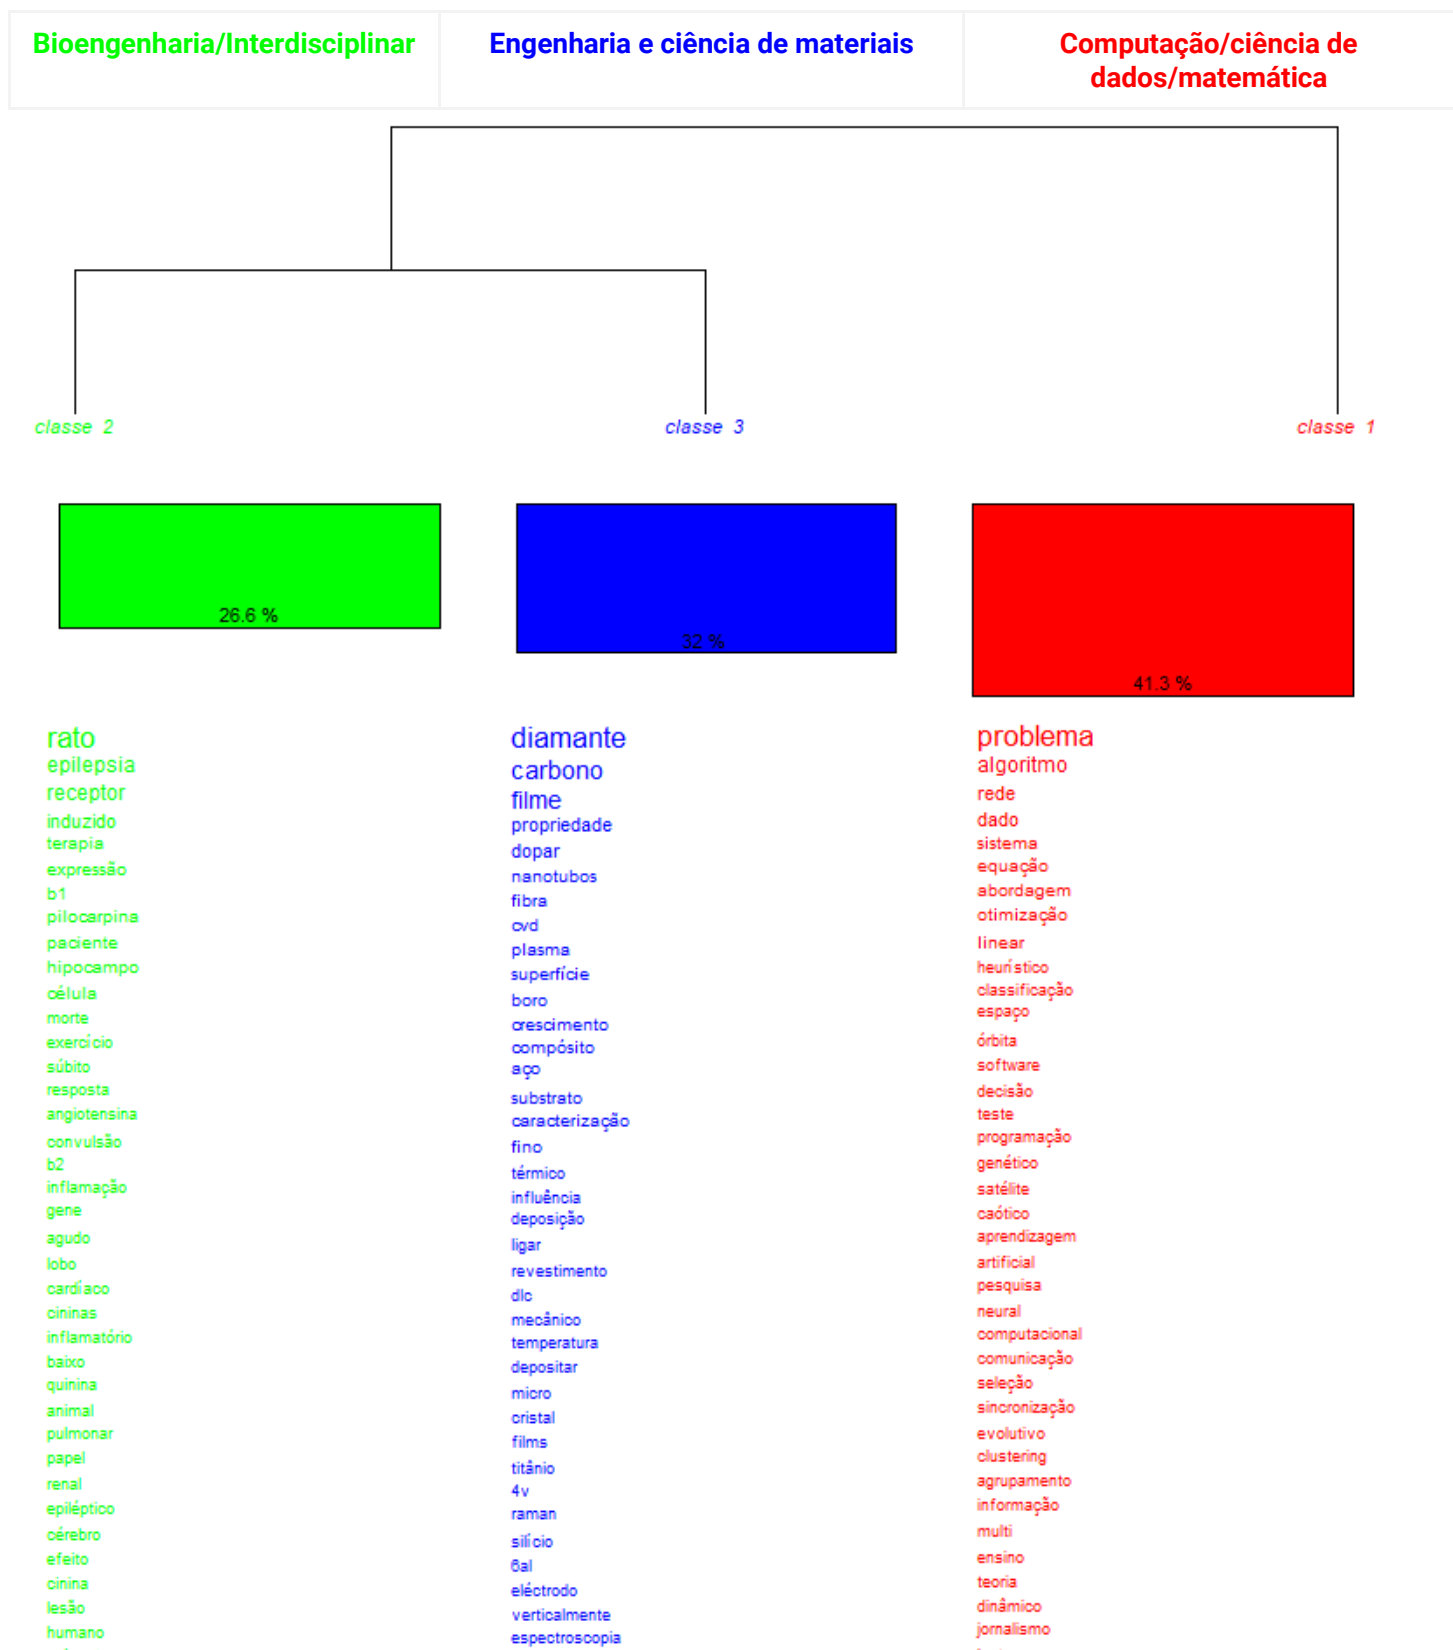 Bioengenharia/Interdisciplinar
Engenharia e ciência de materiais
Computação/ciência de
dados/matemática
classe 2
classe 3
classe 1
26.6 %
32 %
41.3 %
rato
epilepsia
receptor
induzido
terapia
expressão
b1
pilocarpina
paciente
hipocampo
célula
morte
exercício
súbito
resposta
angiotensina
convulsão
b2
inflamação
gene
agudo
lobo
cardíaco
cininas
inflamatório
baixo
quinina
animal
pulmonar
papel
renal
epiléptico
cérebro
efeito
cinina
lesão
humano
diamante
carbono
filme
propriedade
dopar
nanotubos
fibra
cvd
plasma
superfície
boro
crescimento
compósito
aço
substrato
caracterização
fino
térmico
influência
deposição
ligar
revestimento
dlc
mecânico
temperatura
depositar
micro
cristal
films
titânio
4v
raman
silício
6al
eléctrodo
verticalmente
espectroscopia
problema
algoritmo
rede
dado
sistema
equação
abordagem
otimização
linear
heurístico
classificação
espaço
órbita
software
decisão
teste
programação
genético
satélite
caótico
aprendizagem
artificial
pesquisa
neural
computacional
comunicação
seleção
sincronização
evolutivo
clustering
agrupamento
informação
multi
ensino
teoria
dinâmico
jornalismo